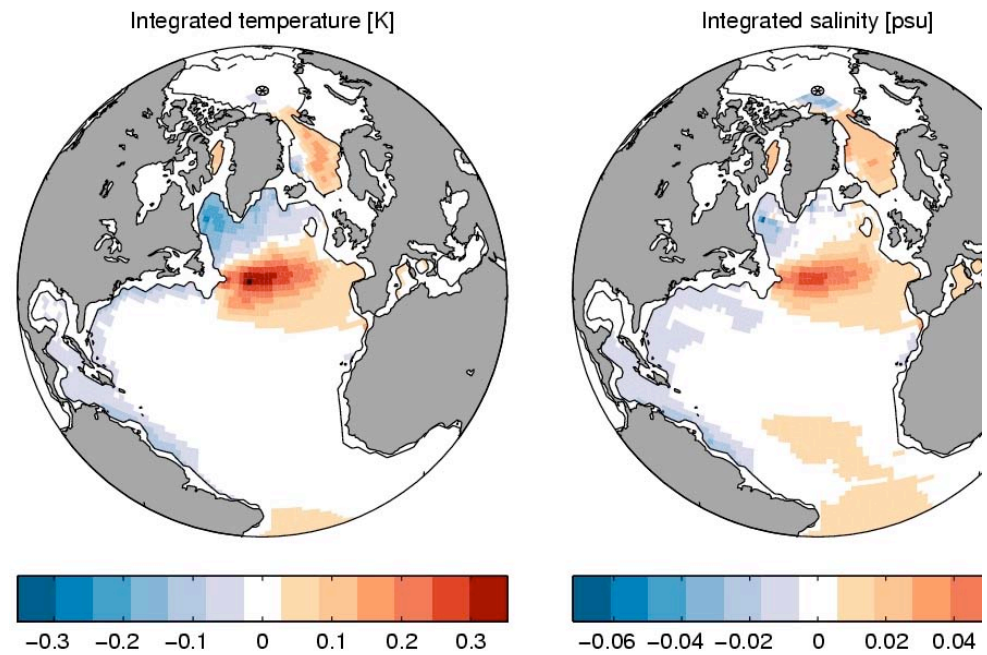 Integrated temperature [K]
Integrated salinity [psu]
−0.3 −0.2 −0.1 0 0.1 0.2 0.3
−0.06 −0.04 −0.02 0 0.02 0.04